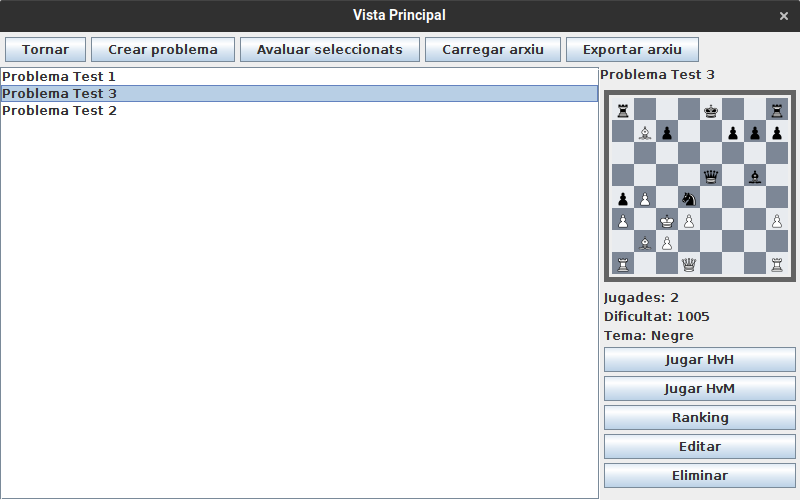 Vista Principal
Tornar Crear problema Avaluar seleccionats Carregar arxiu Exportar arxiu
Problema Test 1
Problema Test 3
Problema Test 2
Problema Test 3
Jugades: 2
Dificultat: 1005
Tema: Negre
Jugar HvH
Jugar HvM
Ranking
Editar
Eliminar